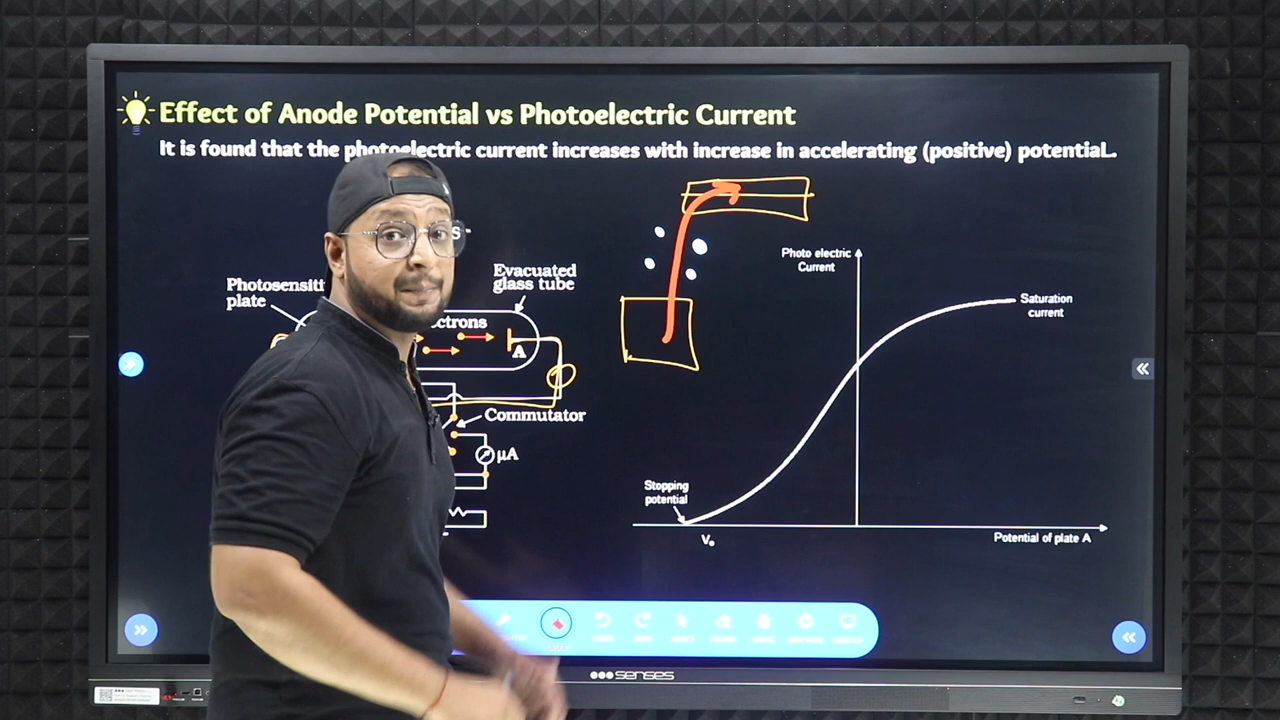 Effect of Anode Potential vs Photoelectric Current
It is found that the photoelectric current increases with increase in accelerating (positive) potentiaL.
S
Photosensiti
plate
Evacuated
glass tube
ctrons
A
Commutator
μA
Photo electric
Current
Saturation
current
Stopping
potential
V₀
Potential of plate A
senses